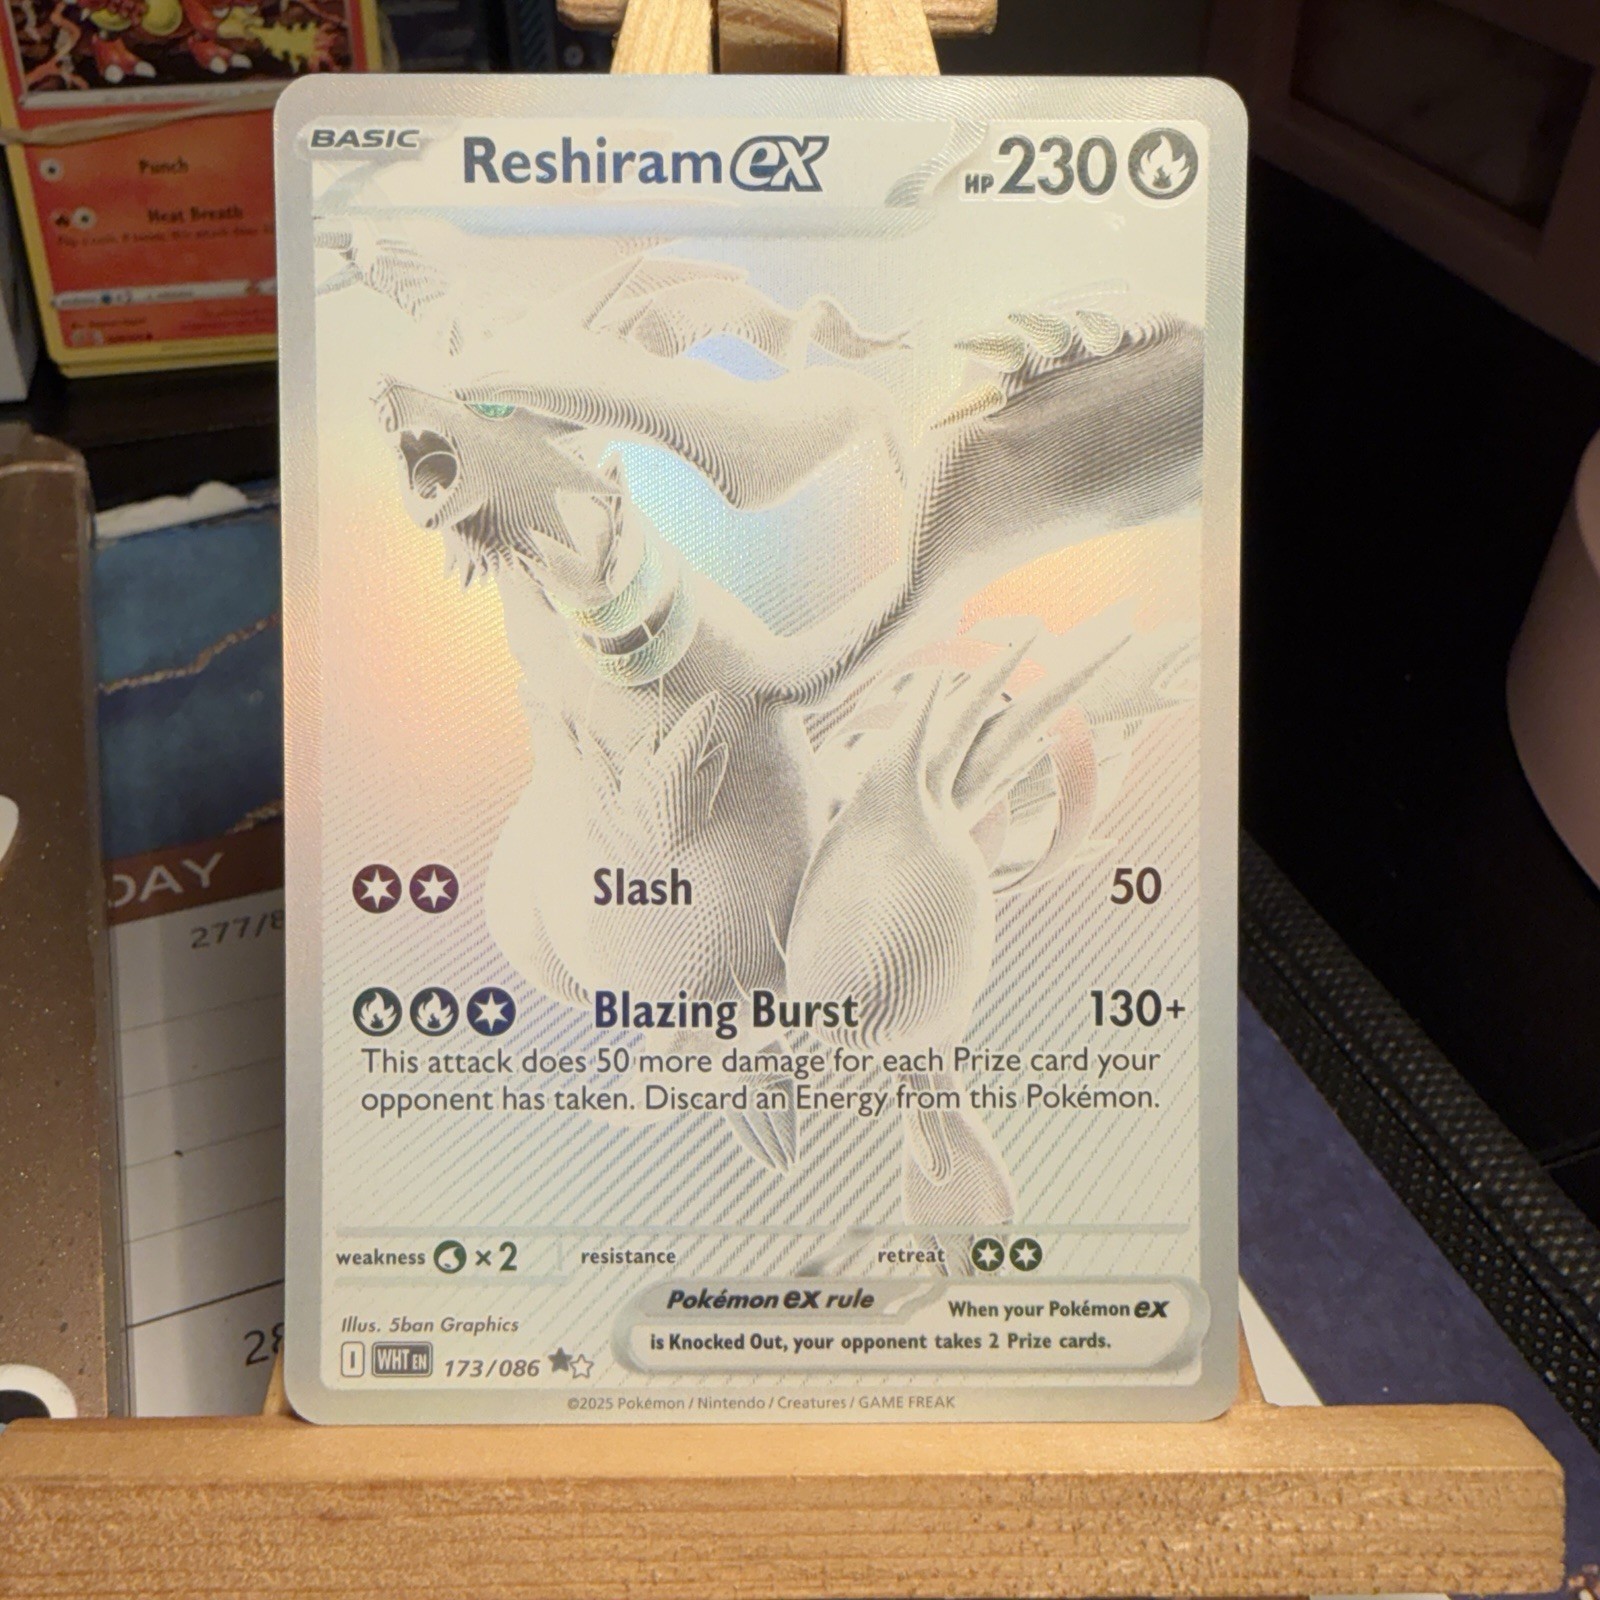 BASIC
Reshiram ex
HP 230
Slash 50
Blazing Burst 130+
This attack does 50 more damage for each Prize card your
opponent has taken. Discard an Energy from this Pokémon.
weakness ×2 resistance retreat
Pokémon ex rule When your Pokémon ex
is Knocked Out, your opponent takes 2 Prize cards.
Illus. 5ban Graphics
I WHT EN 173/086
©2025 Pokémon / Nintendo / Creatures / GAME FREAK
Punch
Heat Breath
DAY
277/8
28